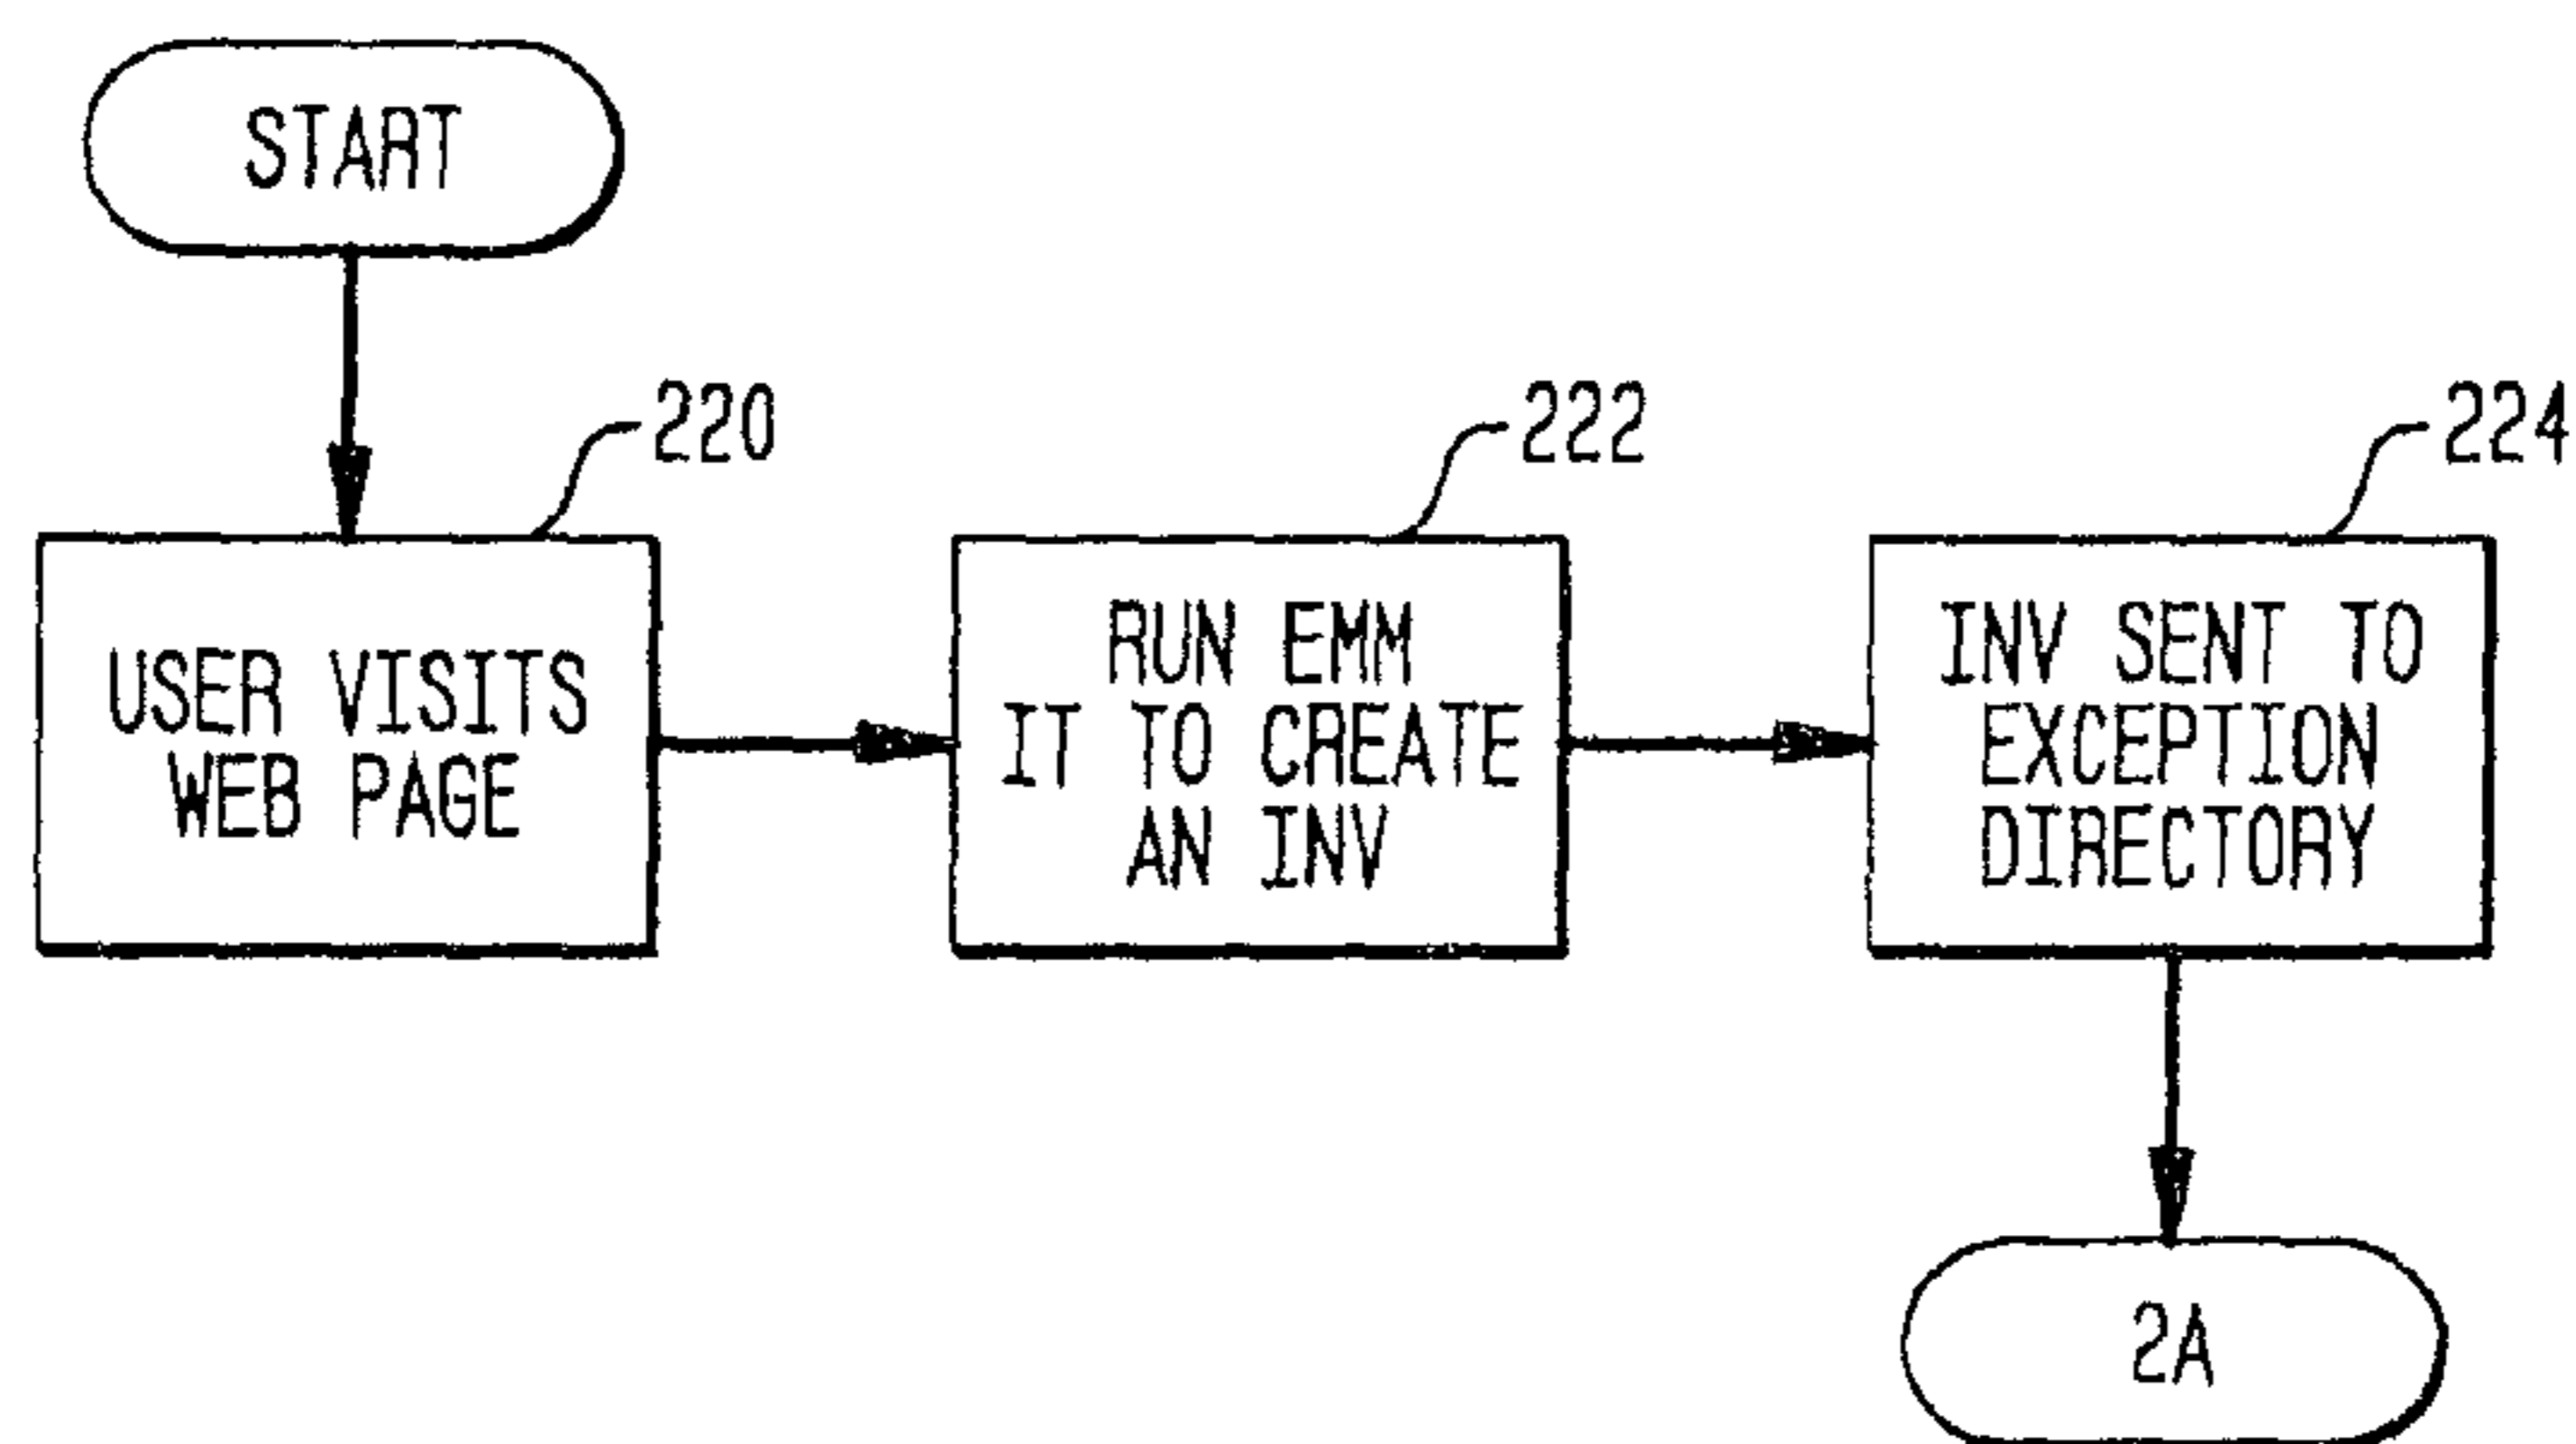 START
220
USER VISITS
WEB PAGE
222
RUN EMM
IT TO CREATE
AN INV
224
INV SENT TO
EXCEPTION
DIRECTORY
2A